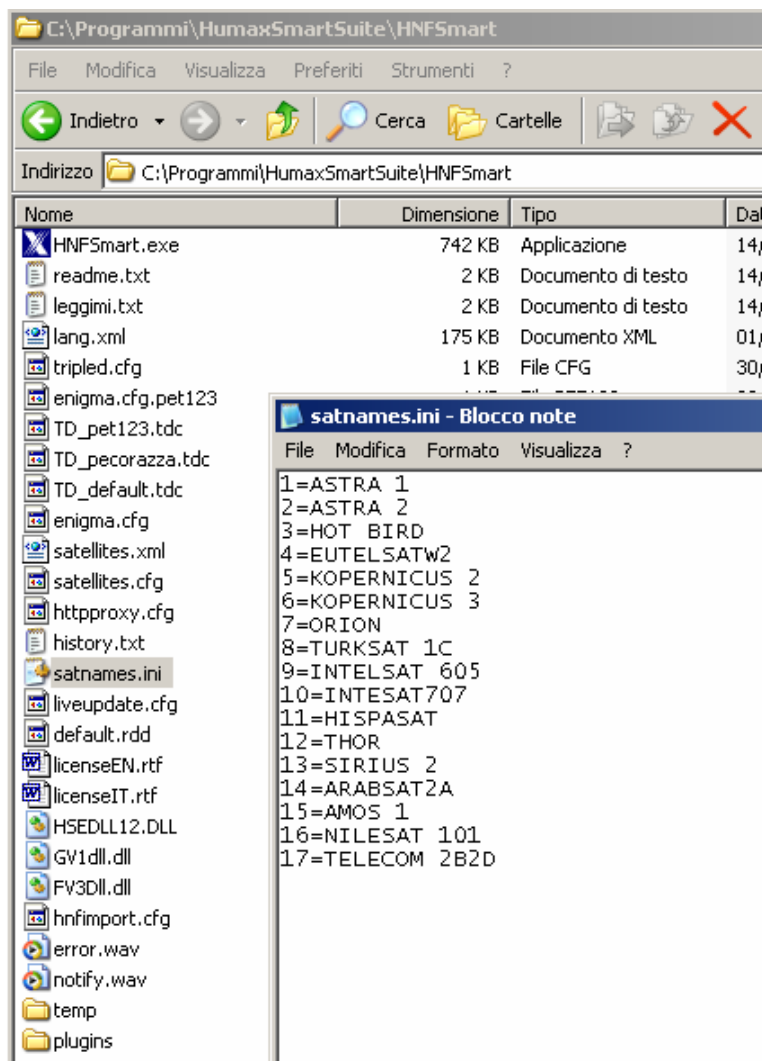 C:\Programmi\HumaxSmartSuite\HNFSmart
File Modifica Visualizza Preferiti Strumenti ?
Indietro Cerca Cartelle
Indirizzo C:\Programmi\HumaxSmartSuite\HNFSmart
Nome Dimensione Tipo
HNFSmart.exe 742 KB Applicazione 14,
readme.txt 2 KB Documento di testo 14,
leggimi.txt 2 KB Documento di testo 14,
lang.xml 175 KB Documento XML 01,
tripled.cfg 1 KB File CFG 30,
enigma.cfg.pet123
TD_pet123.tdc
TD_pecorazza.tdc
TD_default.tdc
enigma.cfg
satellites.xml
satellites.cfg
httpproxy.cfg
history.txt
satnames.ini
liveupdate.cfg
default.rdd
licenseEN.rtf
licenseIT.rtf
HSEDLL12.DLL
GV1dll.dll
FV3Dll.dll
hnfimport.cfg
error.wav
notify.wav
temp
plugins
satnames.ini - Blocco note
File Modifica Formato Visualizza ?
1=ASTRA 1
2=ASTRA 2
3=HOT BIRD
4=EUTELSATW2
5=KOPERNICUS 2
6=KOPERNICUS 3
7=ORION
8=TURKSAT 1C
9=INTELSAT 605
10=INTESAT707
11=HISPASAT
12=THOR
13=SIRIUS 2
14=ARABSAT2A
15=AMOS 1
16=NILESAT 101
17=TELECOM 2B2D